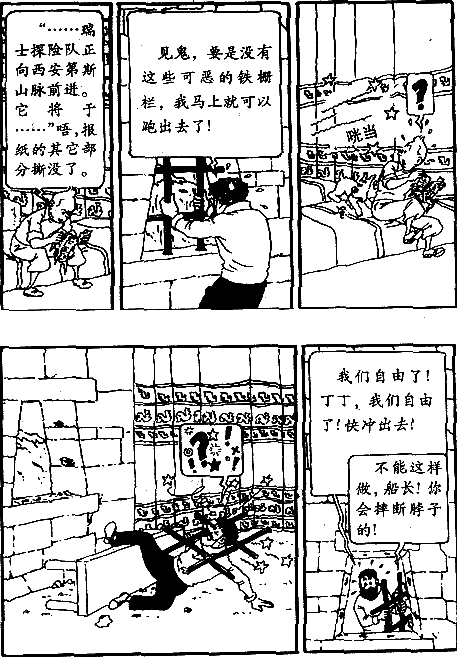 “……瑞
士探险队正
向西安第斯
山脉前进。
它将于
……”唔,报
纸的其它部
分撕没了。
见鬼，要是没有
这些可恶的铁栅
栏，我马上就可以
跑出去了!
?
咣当
?!
我们自由了!
丁丁，我们自由
了!快冲出去!
不能这样
做，船长!你
会摔断脖子
的!